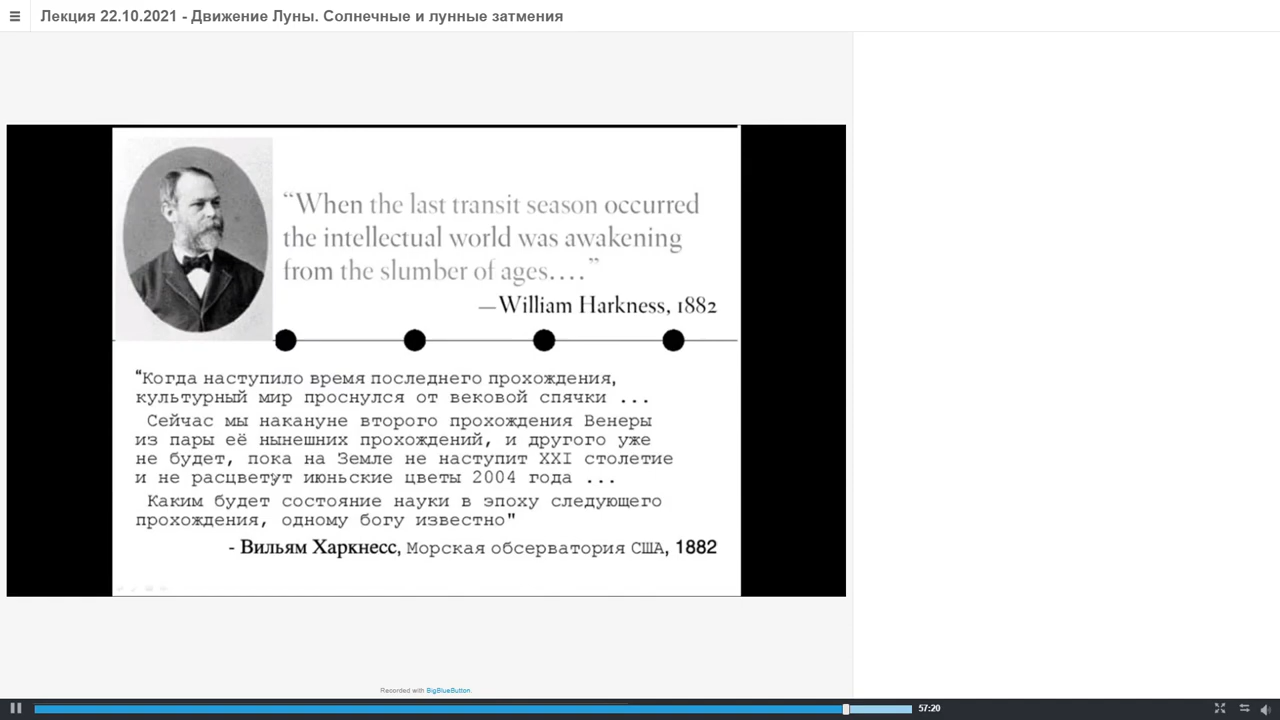 Лекция 22.10.2021 - Движение Луны. Солнечные и лунные затмения
“When the last transit season occurred
the intellectual world was awakening
from the slumber of ages....”
—William Harkness, 1882
“Когда наступило время последнего прохождения,
культурный мир проснулся от вековой спячки ...
Сейчас мы накануне второго прохождения Венеры
из пары её нынешних прохождений, и другого уже
не будет, пока на Земле не наступит XXI столетие
и не расцветут июньские цветы 2004 года ...
Каким будет состояние науки в эпоху следующего
прохождения, одному богу известно"
- Вильям Харкнесс, Морская обсерватория США, 1882
Recorded with BigBlueButton.
57:20